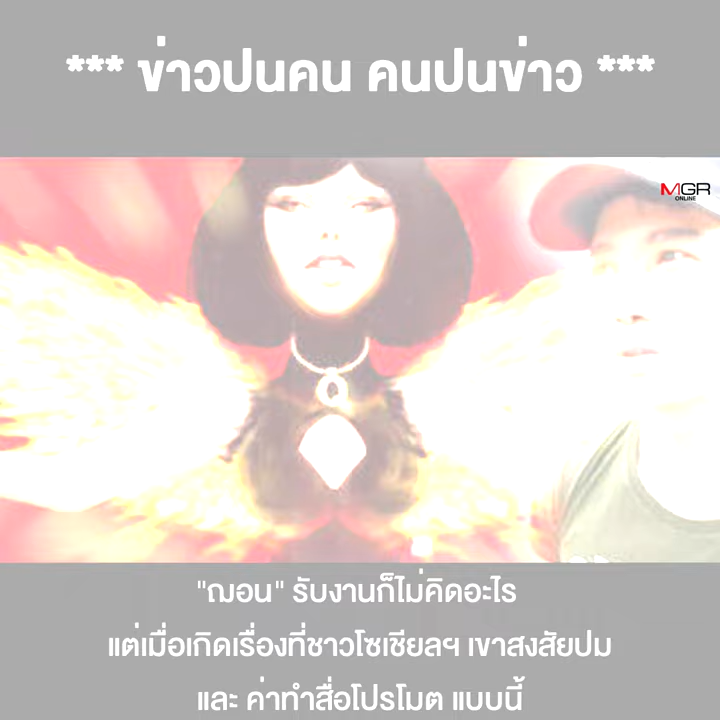 *** ข่าวปนคน คนปนข่าว ***
MGR
ONLINE
"ฌอน" รับงานก็ไม่คิดอะไร
แต่เมื่อเกิดเรื่องที่ชาวโซเชียลฯ เขาสงสัยปม
และ ค่าทำสื่อโปรโมต แบบนี้